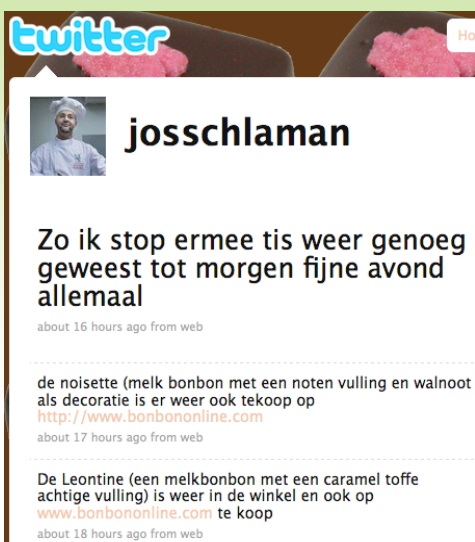 twitter
Ho
josschlaman
Zo ik stop ermee tis weer genoeg
geweest tot morgen fijne avond
allemaal
about 16 hours ago from web
de noisette (melk bonbon met een noten vulling en walnoot
als decoratie is er weer ook tekoop op
http://www.bonbononline.com
about 17 hours ago from web
De Leontine (een melkbonbon met een caramel toffe
achtige vulling) is weer in de winkel en ook op
www.bonbononline.com te koop
about 18 hours ago from web